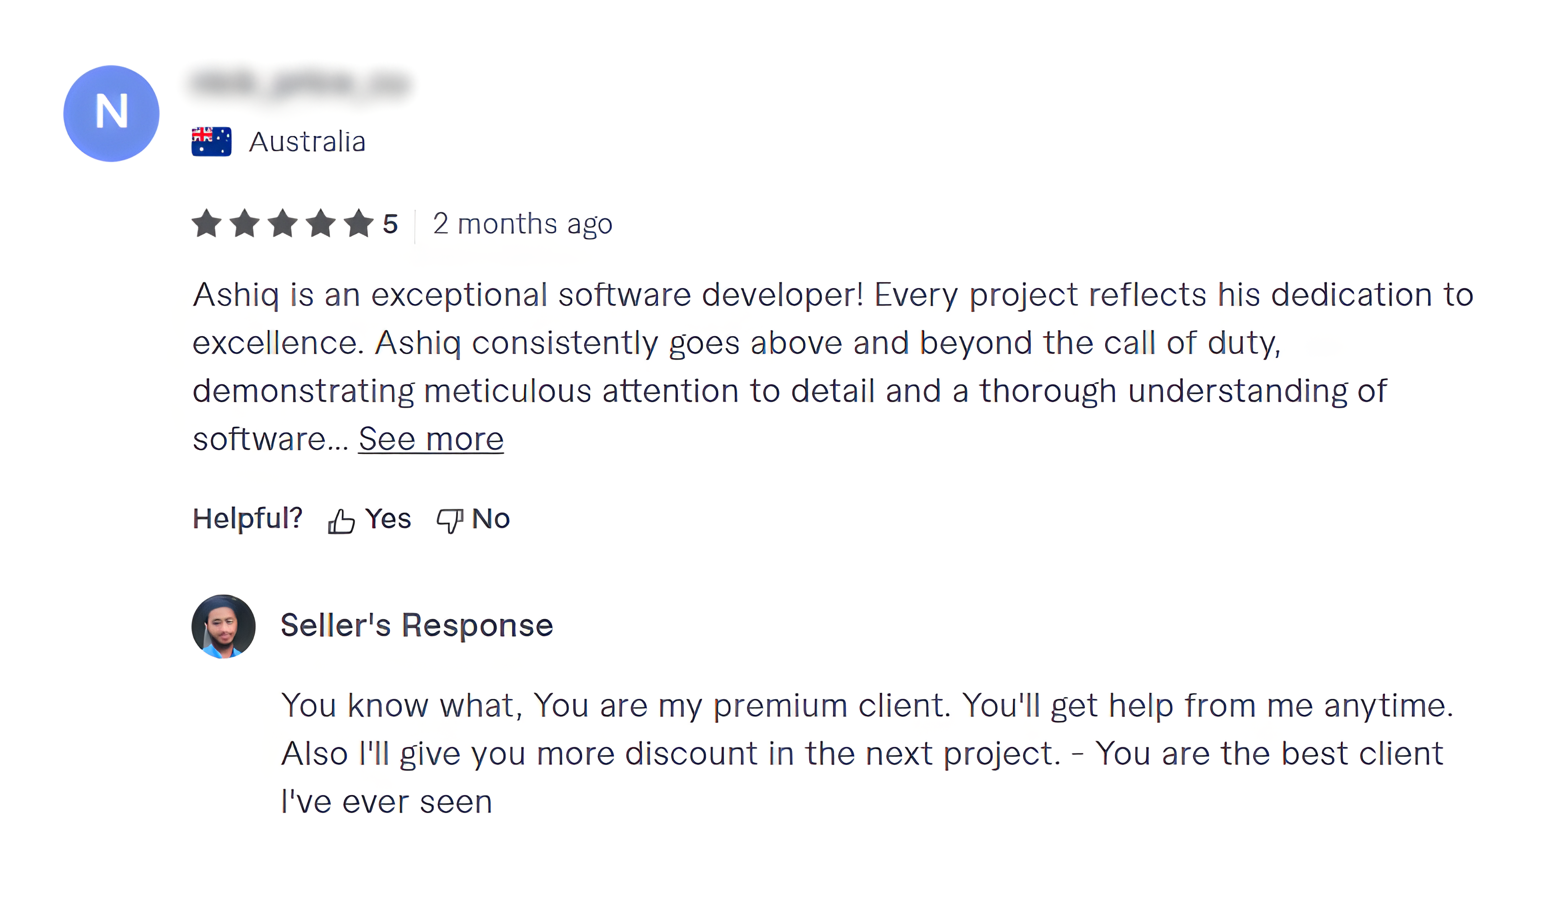 N
Australia
5 2 months ago
Ashiq is an exceptional software developer! Every project reflects his dedication to
excellence. Ashiq consistently goes above and beyond the call of duty,
demonstrating meticulous attention to detail and a thorough understanding of
software... See more
Helpful? Yes No
Seller's Response
You know what, You are my premium client. You'll get help from me anytime.
Also I'll give you more discount in the next project. - You are the best client
I've ever seen